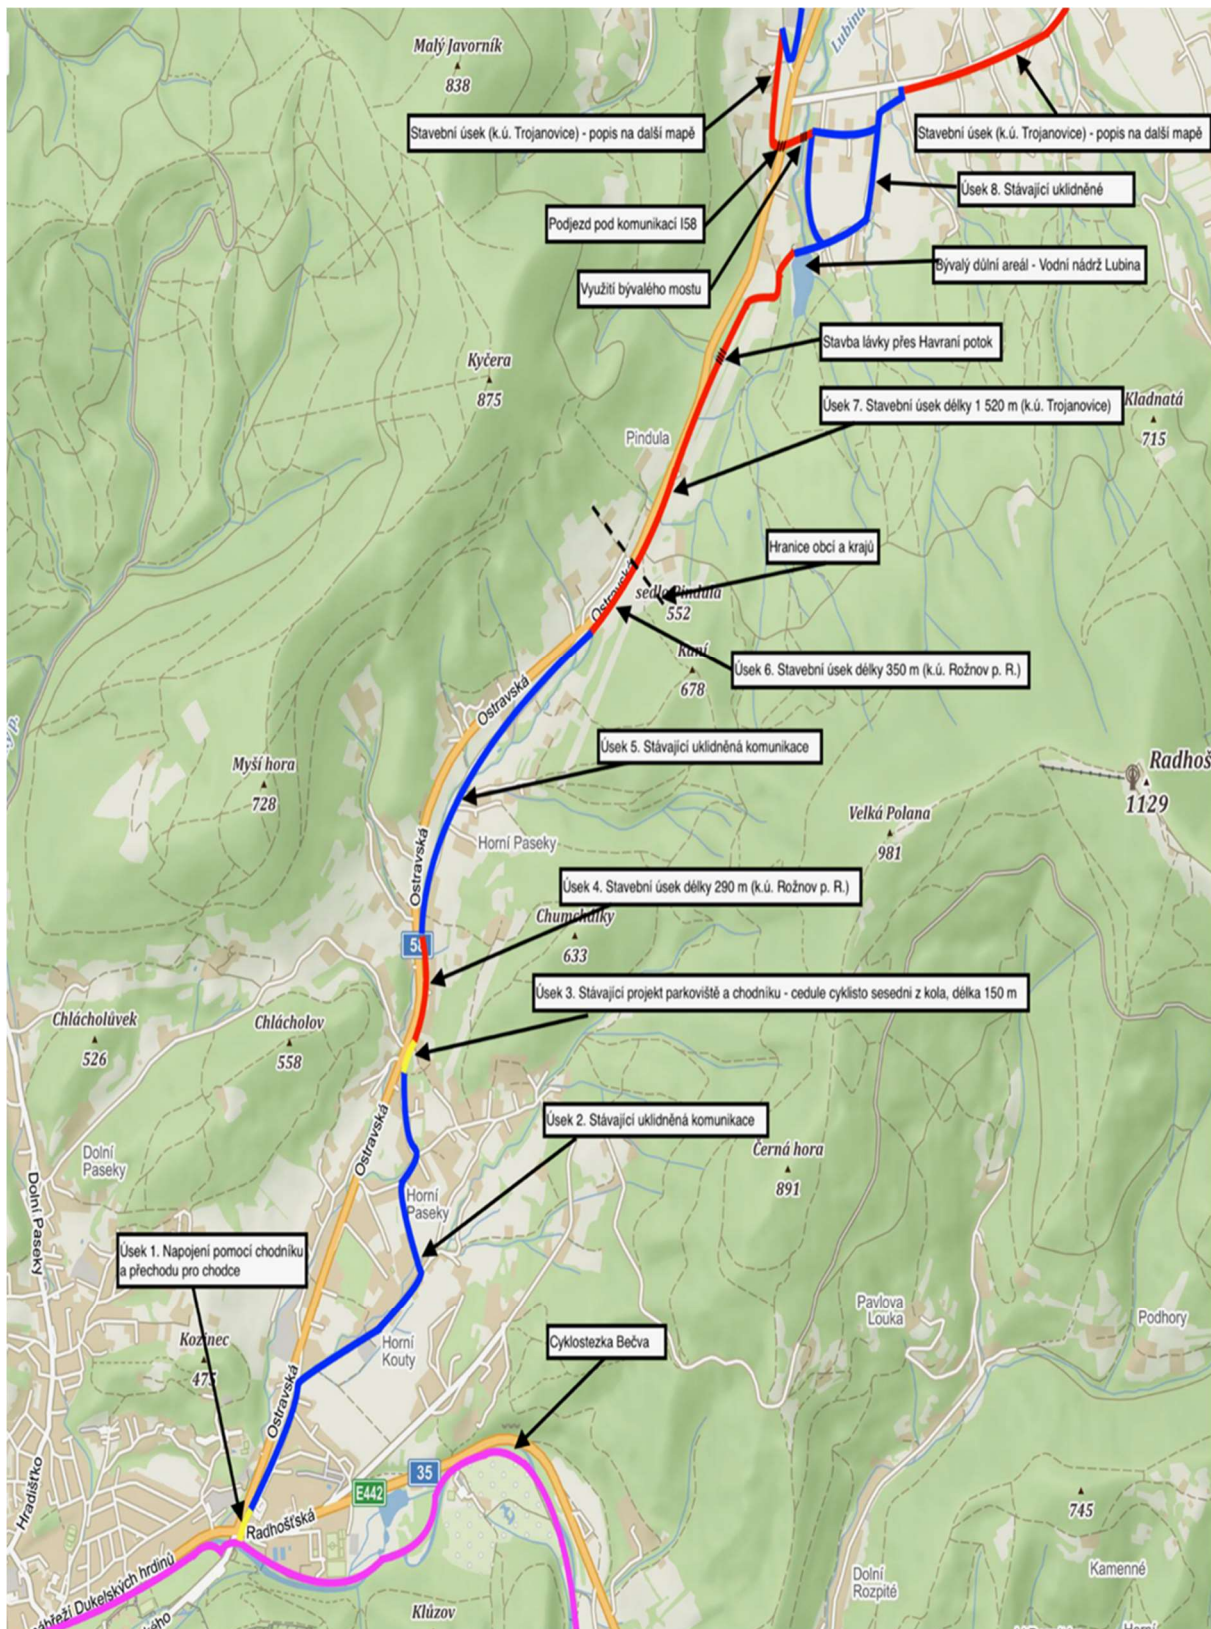 Malý Javorník
838
Lubina
Stavební úsek (k.ú. Trojanovice) - popis na další mapě
Stavební úsek (k.ú. Trojanovice) - popis na další mapě
Úsek 8. Stávající uklidněné
Podjezd pod komunikací I58
Bývalý důlní areál - Vodní nádrž Lubina
Využití bývalého mostu
Stavba lávky přes Havraní potok
Kyčera
875
Úsek 7. Stavební úsek délky 1 520 m (k.ú. Trojanovice)
Kladnatá
715
Pindula
Hranice obcí a krajů
Ostravská
sedlo Pindula
552
Kaní
678
Úsek 6. Stavební úsek délky 350 m (k.ú. Rožnov p. R.)
Ostravská
Úsek 5. Stávající uklidněná komunikace
Myší hora
728
Radhoš
1129
Velká Polana
981
Horní Paseky
Ostravská
Úsek 4. Stavební úsek délky 290 m (k.ú. Rožnov p. R.)
Chumchálky
633
58
Úsek 3. Stávající projekt parkoviště a chodníku - cedule cyklisto sesedni z kola, délka 150 m
Chlácholúvek
526
Chlácholov
558
Úsek 2. Stávající uklidněná komunikace
Ostravská
Dolní
Paseky
Černá hora
891
Dolní Paseky
Horní
Paseky
Úsek 1. Napojení pomocí chodníku
a přechodu pro chodce
Pavlova
Louka
Podhory
Kozinec
475
Horní
Kouty
Cyklostezka Bečva
Ostravská
35
E442
Hradišťko
Radhošťská
745
Kamenné
Dolní
Rozpité
nábřeží Dukelských hrdinů
Klůzov